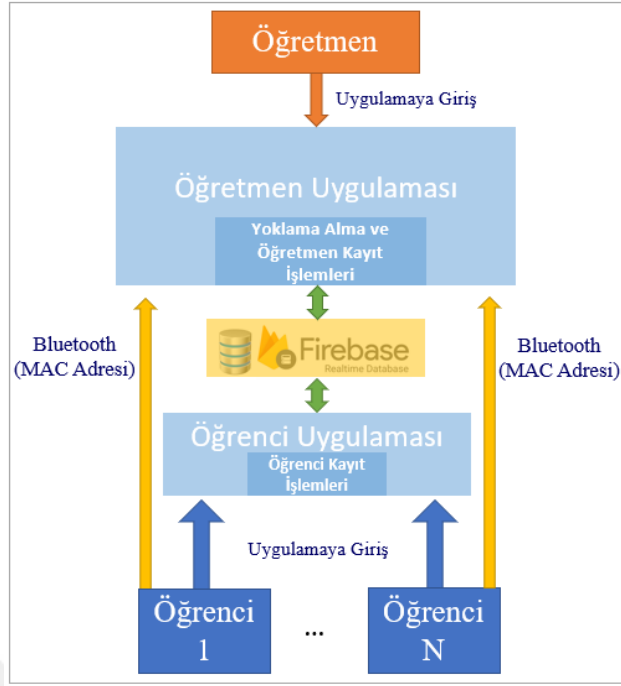 Öğretmen
Uygulamaya Giriş
Öğretmen Uygulaması
Yoklama Alma ve
Öğretmen Kayıt
İşlemleri
Bluetooth
(MAC Adresi)
Firebase
Realtime Database
Bluetooth
(MAC Adresi)
Öğrenci Uygulaması
Öğrenci Kayıt
İşlemleri
Uygulamaya Giriş
Öğrenci
1
...
Öğrenci
N